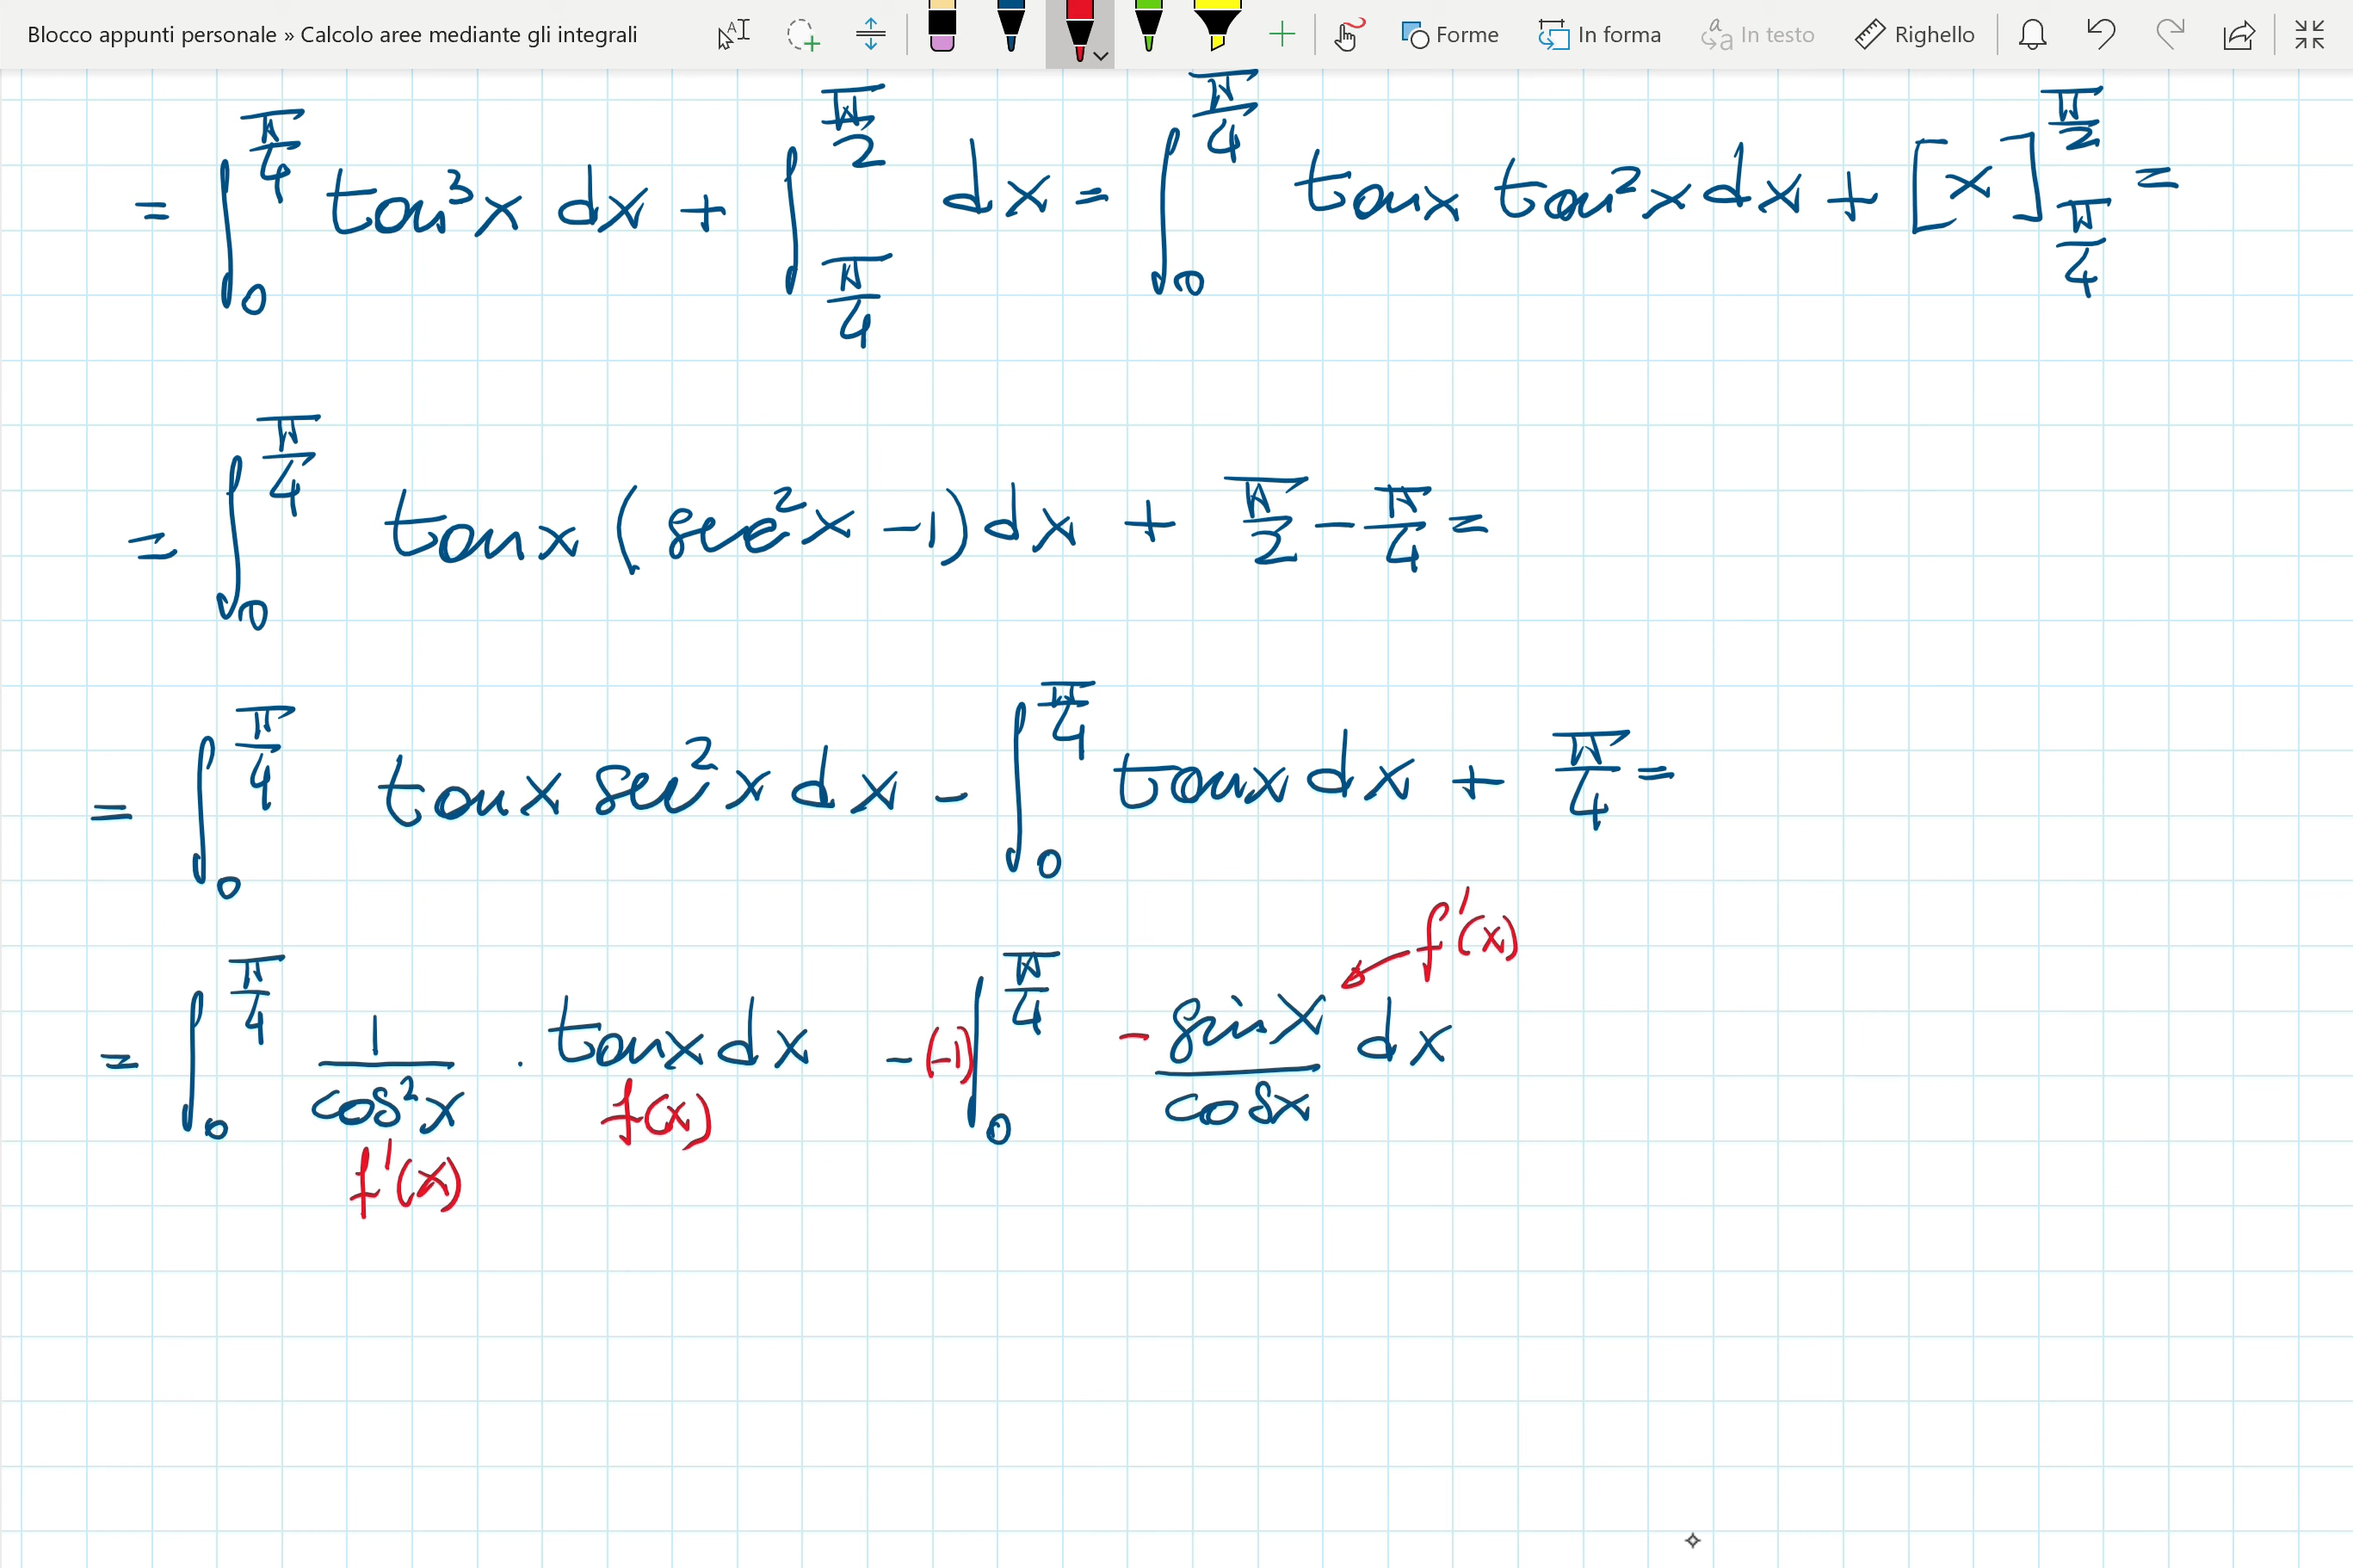 Blocco appunti personale » Calcolo aree mediante gli integrali Forme In forma In testo Righello
= ∫₀^(π/4) tan³x dx + ∫_(π/4)^(π/2) dx = ∫₀^(π/4) tanx tan²x dx + [x]_(π/4)^(π/2) =
= ∫₀^(π/4) tanx (sec²x - 1) dx + π/2 - π/4 =
= ∫₀^(π/4) tanx sec²x dx - ∫₀^(π/4) tanx dx + π/4 =
f'(x)
= ∫₀^(π/4) 1/cos²x · tanx dx - (-1) ∫₀^(π/4) - sinx/cosx dx
f(x)
f'(x)